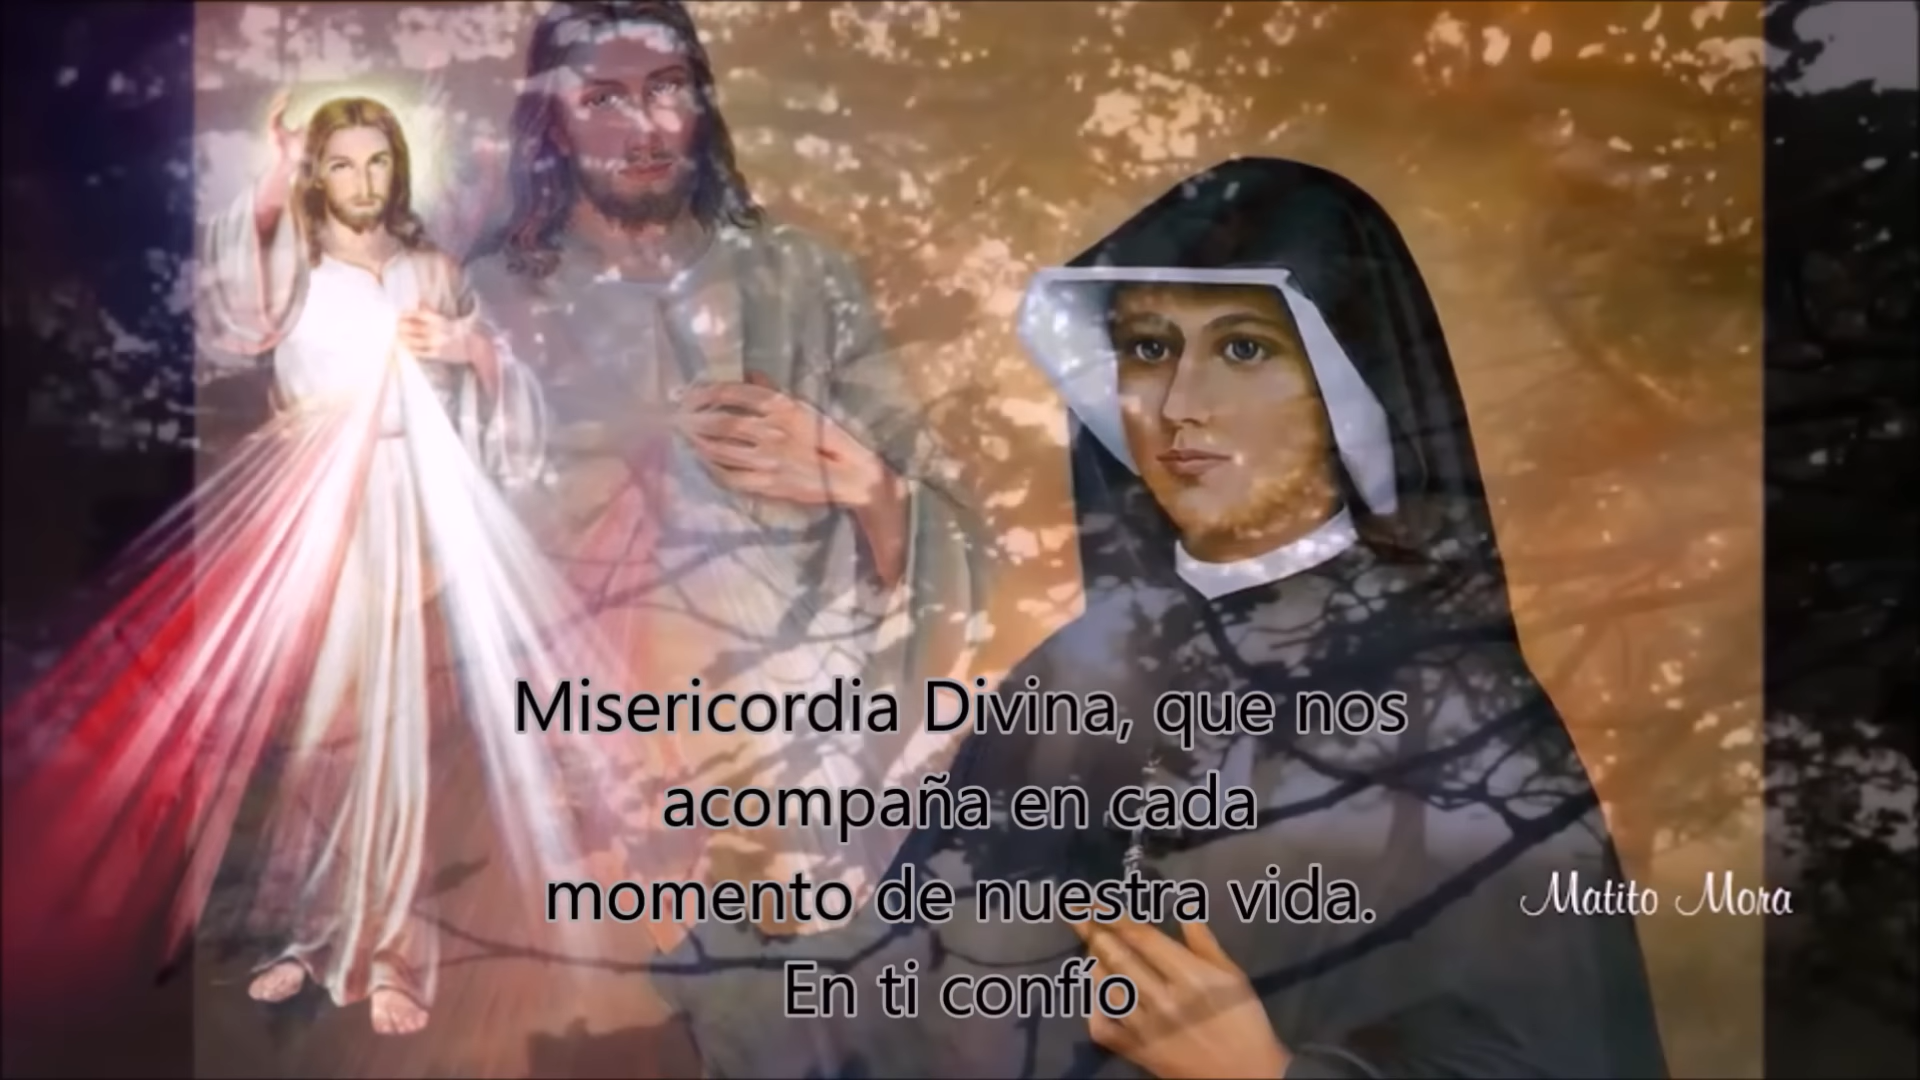 Misericordia Divina, que nos
acompaña en cada
momento de nuestra vida.
En ti confío
Matito Mora